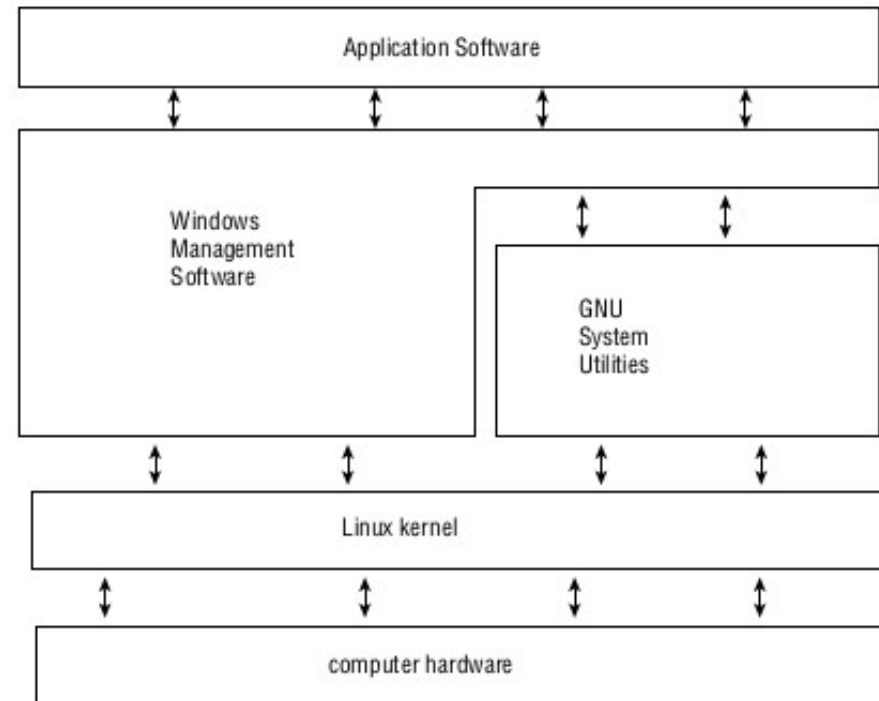 Application Software
Windows
Management
Software
GNU
System
Utilities
Linux kernel
computer hardware